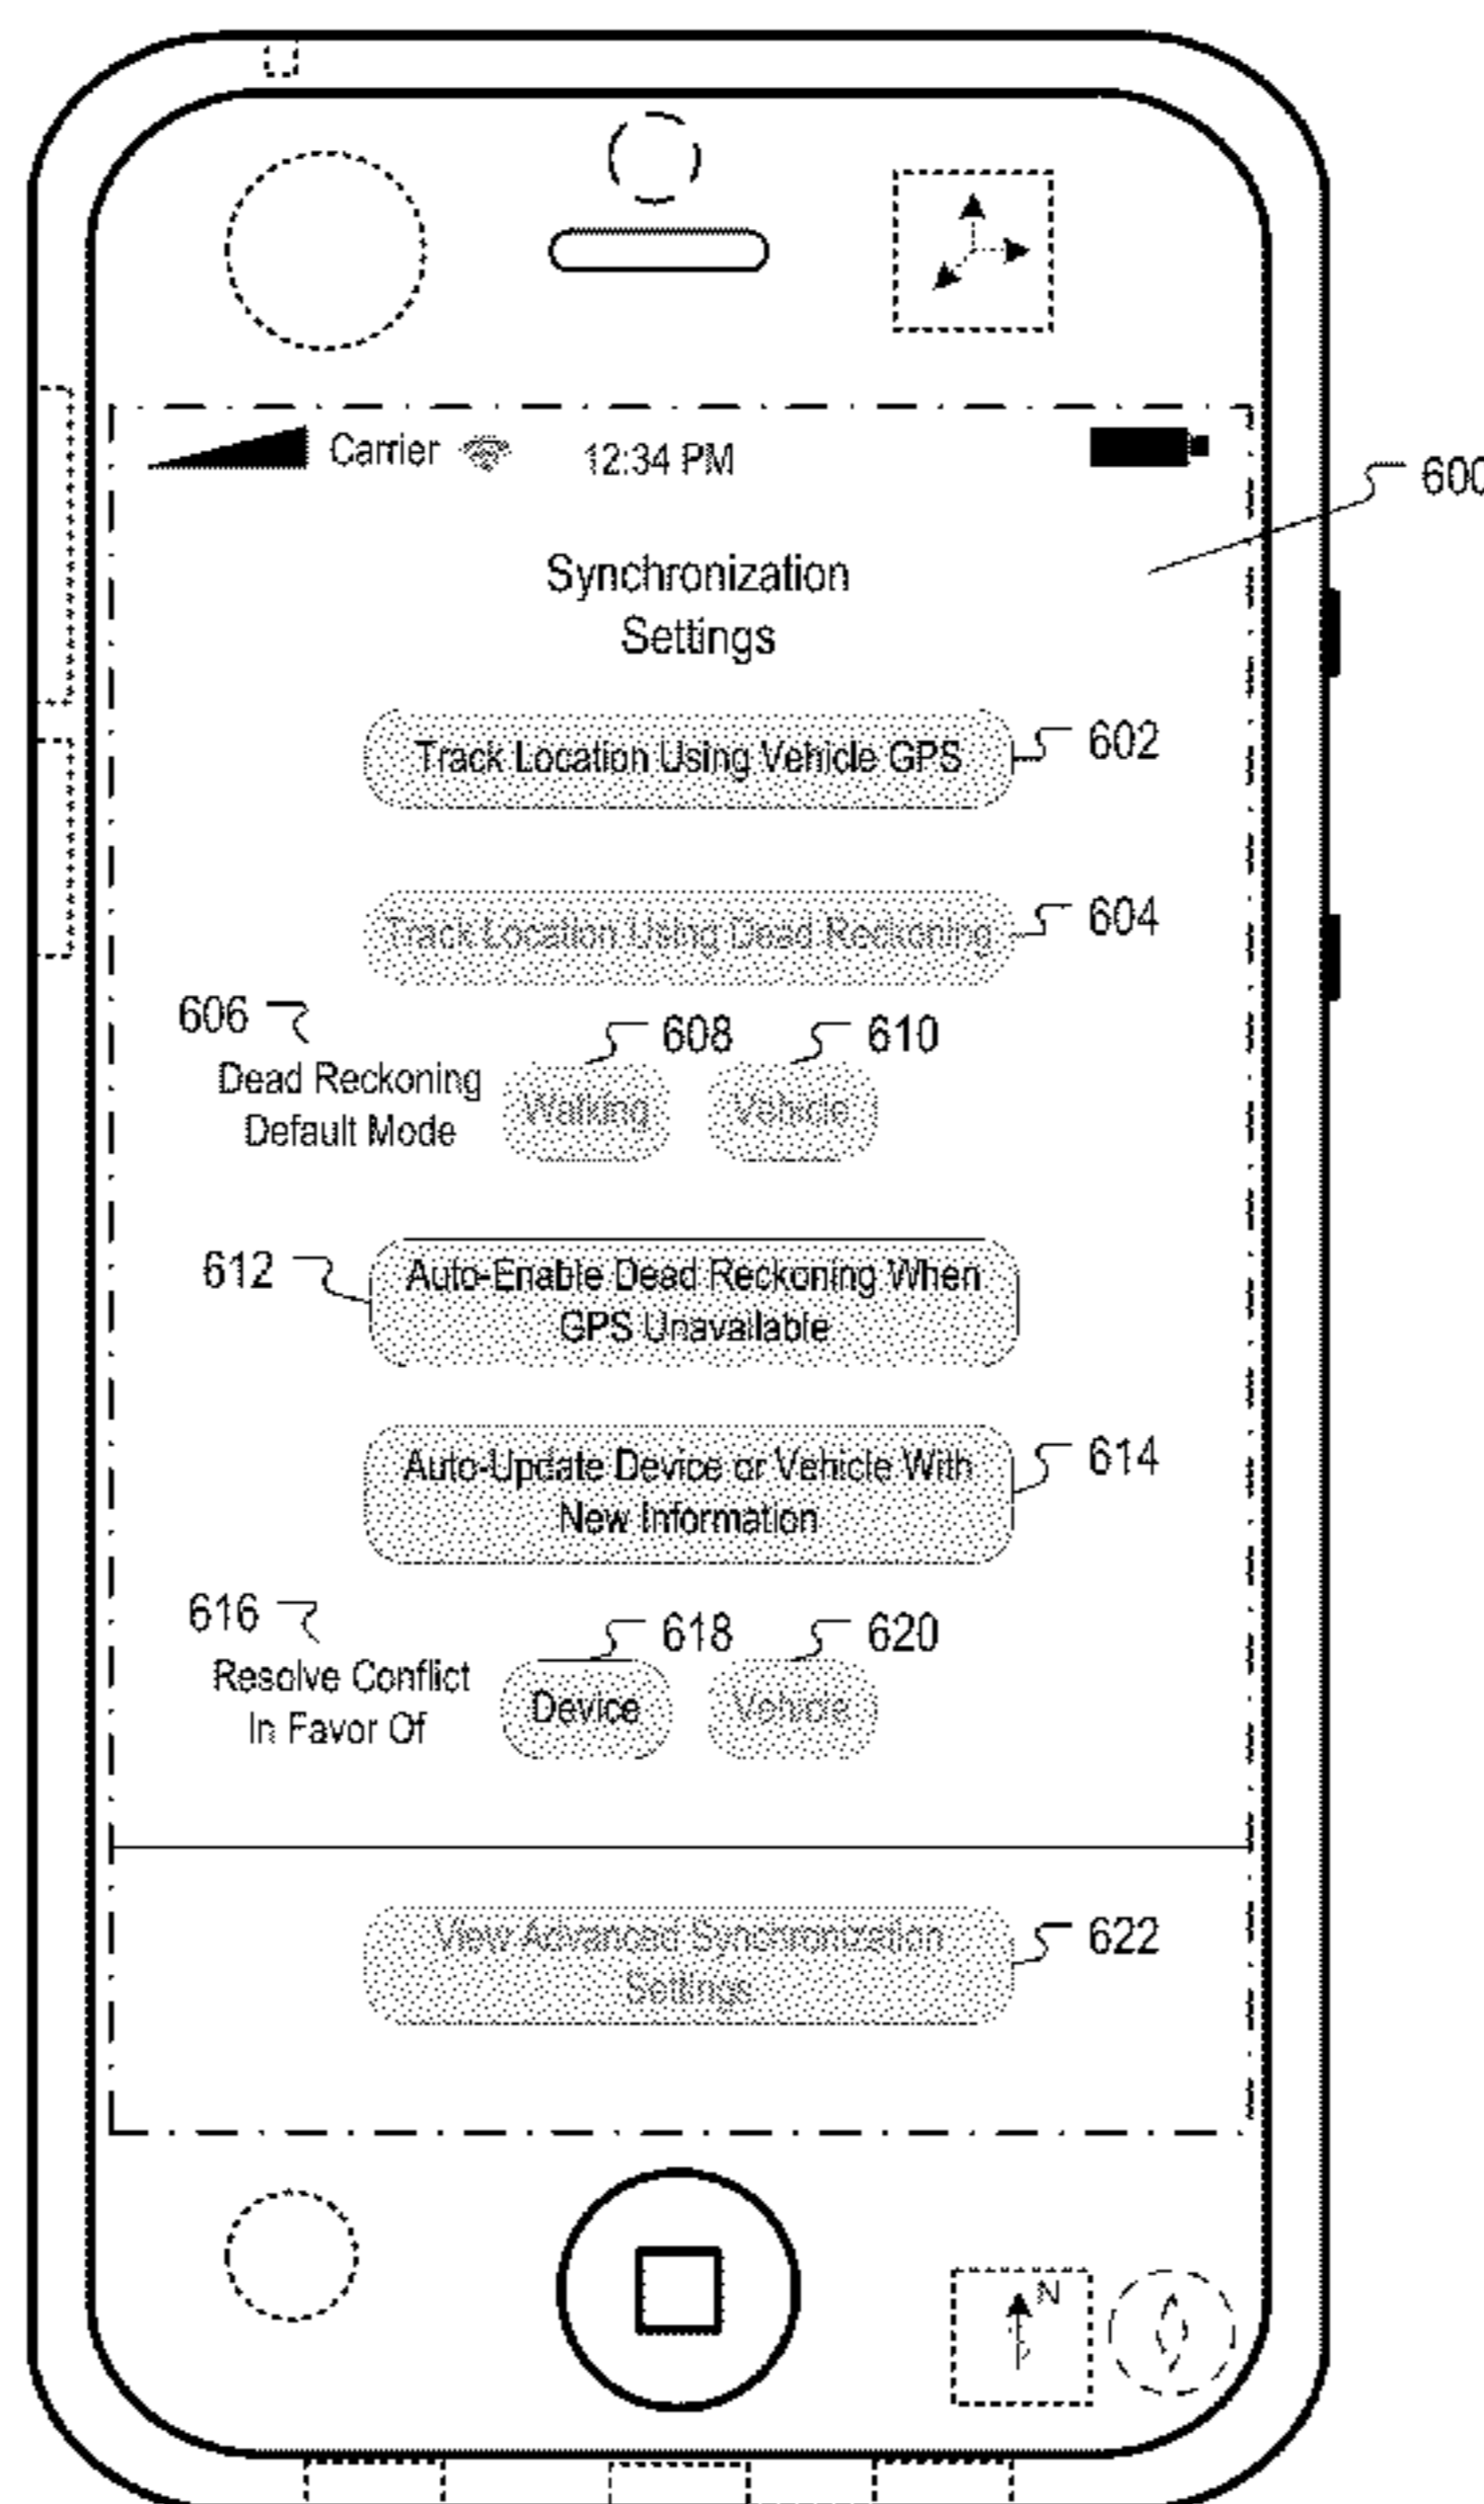 Carrier 12:34 PM
600
Synchronization
Settings
Track Location Using Vehicle GPS
602
Track Location Using Dead Reckoning
604
606
608
610
Dead Reckoning
Default Mode
Walking
Vehicle
612
Auto-Enable Dead Reckoning When
GPS Unavailable
Auto-Update Device or Vehicle With
New Information
614
616
618
620
Resolve Conflict
In Favor Of
Device
Vehicle
View Advanced Synchronization
Settings
622
N